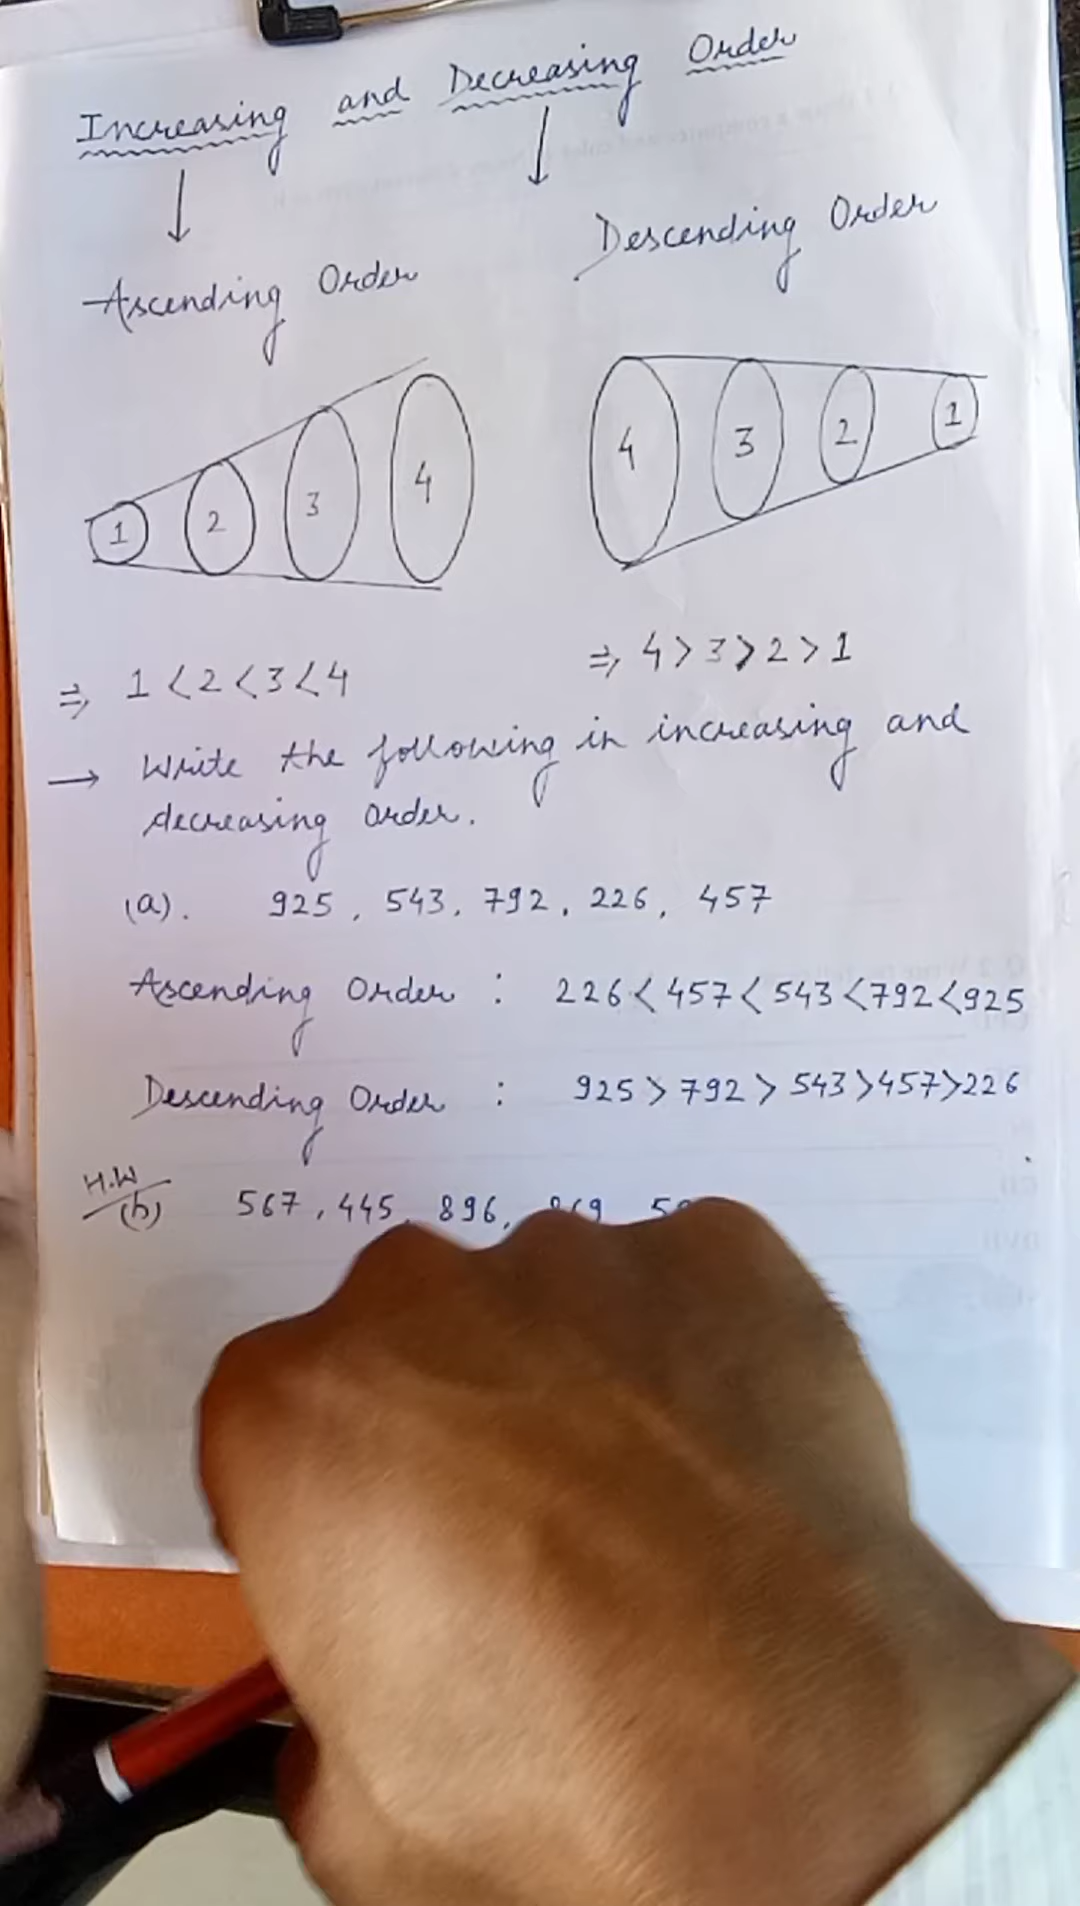 Increasing and Decreasing Order
↓ ↓
Ascending Order
Descending Order
1 2 3 4
4 3 2 1
⇒ 1 < 2 < 3 < 4
⇒ 4 > 3 > 2 > 1
→ Write the following in increasing and
decreasing order.
(a). 925, 543, 792, 226, 457
Ascending Order : 226 < 457 < 543 < 792 < 925
Descending Order : 925 > 792 > 543 > 457 > 226
H.W
(b) 567, 445, 896,